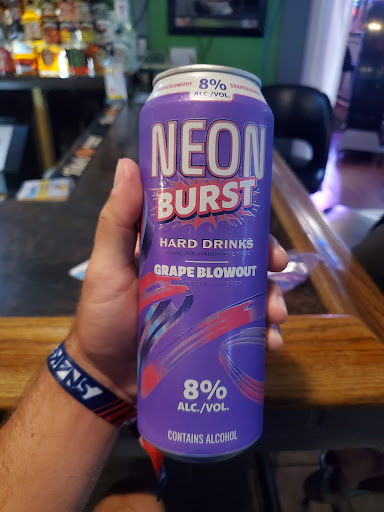 8%
ALC./VOL.
NEON
BURST
HARD DRINKS
GRAPE BLOWOUT
8%
ALC./VOL.
CONTAINS ALCOHOL